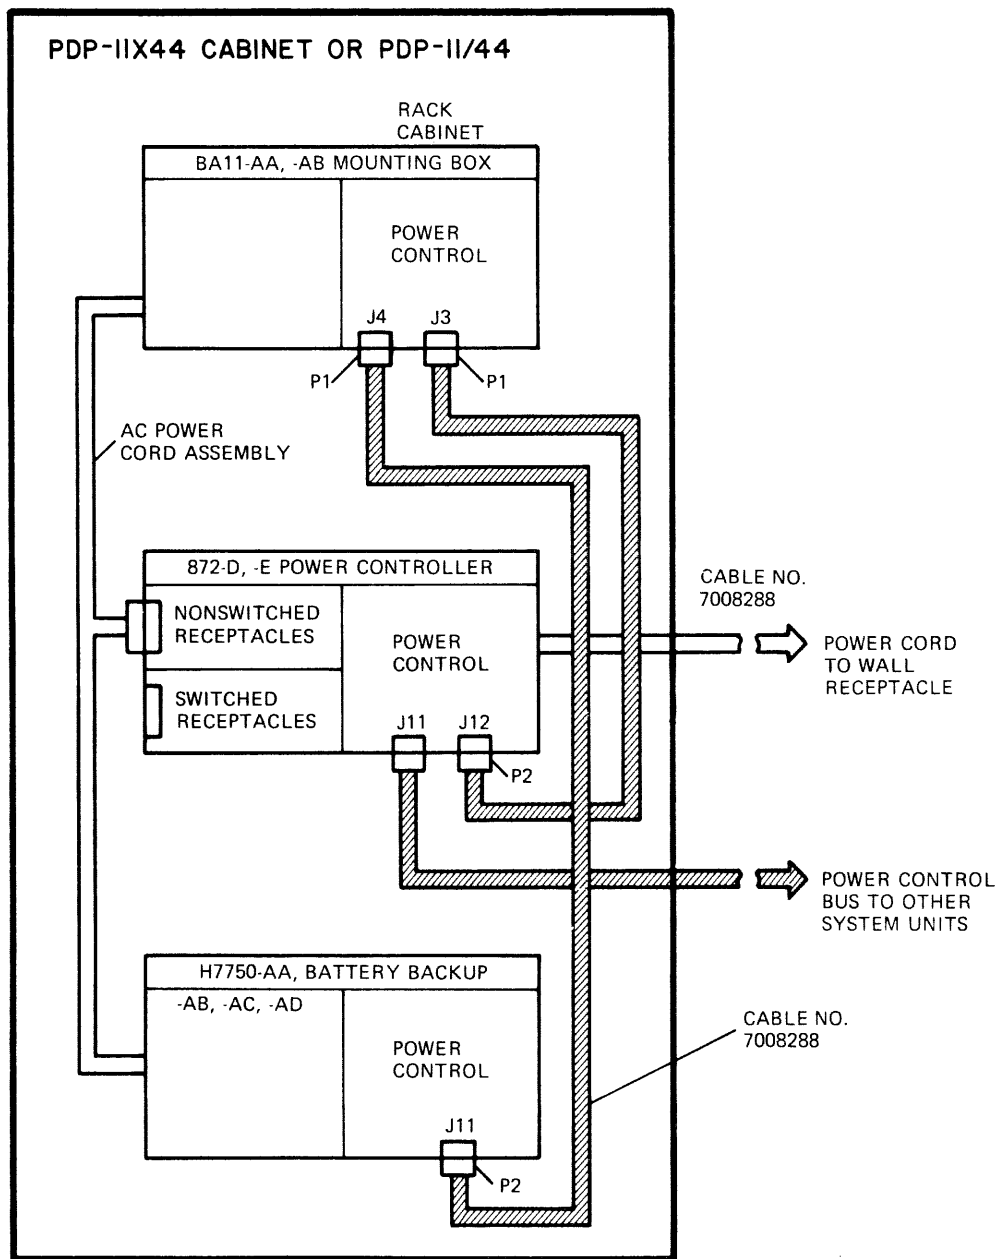 PDP-11X44 CABINET OR PDP-11/44
RACK
CABINET
BA11-AA, -AB MOUNTING BOX
POWER
CONTROL
J4
J3
P1
P1
AC POWER
CORD ASSEMBLY
872-D, -E POWER CONTROLLER
NONSWITCHED
RECEPTACLES
SWITCHED
RECEPTACLES
POWER
CONTROL
J11
J12
P2
CABLE NO.
7008288
POWER CORD
TO WALL
RECEPTACLE
POWER CONTROL
BUS TO OTHER
SYSTEM UNITS
H7750-AA, BATTERY BACKUP
-AB, -AC, -AD
POWER
CONTROL
J11
P2
CABLE NO.
7008288